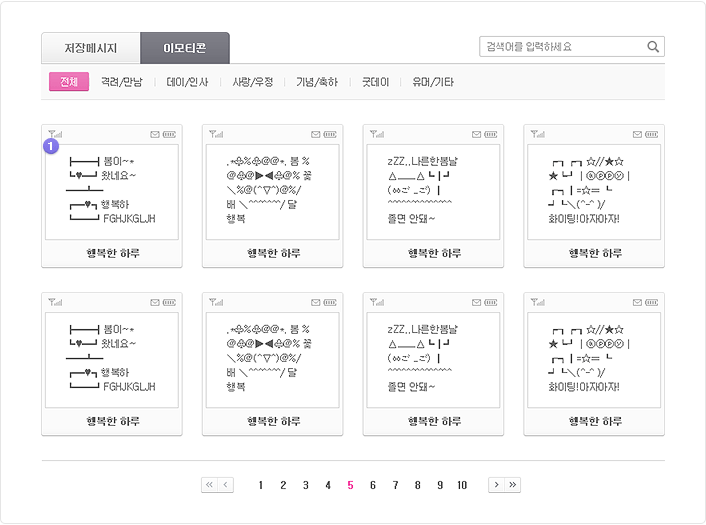 저장메시지 이모티콘 검색어를 입력하세요
전체 격려/만남 데이/인사 사랑/우정 기념/축하 굿데이 유머/기타
1
┣━━━┫봄이~*
┗♥━┛왔네요~
━━┻━
┏━━♥┓행복하
┗━━━┛FGHJKGLJH
행복한 하루
,*♧%♧@@*, 봄 %
@♧@▶◀♧@% 꽃
＼%@(^▽^)@%/
배 ＼^^^^^^^/ 달
행복
행복한 하루
zZZ,,나른한봄날
△___△ ┗┃┛
^^^^^^^^^^^^^^
졸면 안돼~
행복한 하루
┏┓┏┓☆//★☆
★┗┛┃ⓗⓐⓟⓟⓨ┃
┏┓┃=☆= ┗
┛┗＼(^-^)/
화이팅!아자아자!
행복한 하루
┣━━━┫봄이~*
┗♥━┛왔네요~
━━┻━
┏━━♥┓행복하
┗━━━┛FGHJKGLJH
행복한 하루
,*♧%♧@@*, 봄 %
@♧@▶◀♧@% 꽃
＼%@(^▽^)@%/
배 ＼^^^^^^^/ 달
행복
행복한 하루
zZZ,,나른한봄날
△___△ ┗┃┛
^^^^^^^^^^^^^^
졸면 안돼~
행복한 하루
┏┓┏┓☆//★☆
★┗┛┃ⓗⓐⓟⓟⓨ┃
┏┓┃=☆= ┗
┛┗＼(^-^)/
화이팅!아자아자!
행복한 하루
« ‹ 1 2 3 4 5 6 7 8 9 10 › »